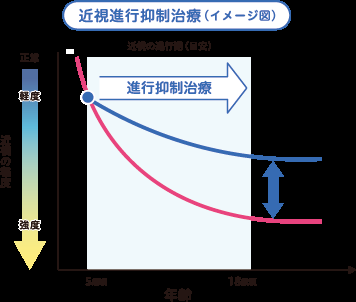 近視進行抑制治療（イメージ図）
近視の進行期（目安）
正常
進行抑制治療
軽度
近視の程度
強度
5歳 18歳
年齢